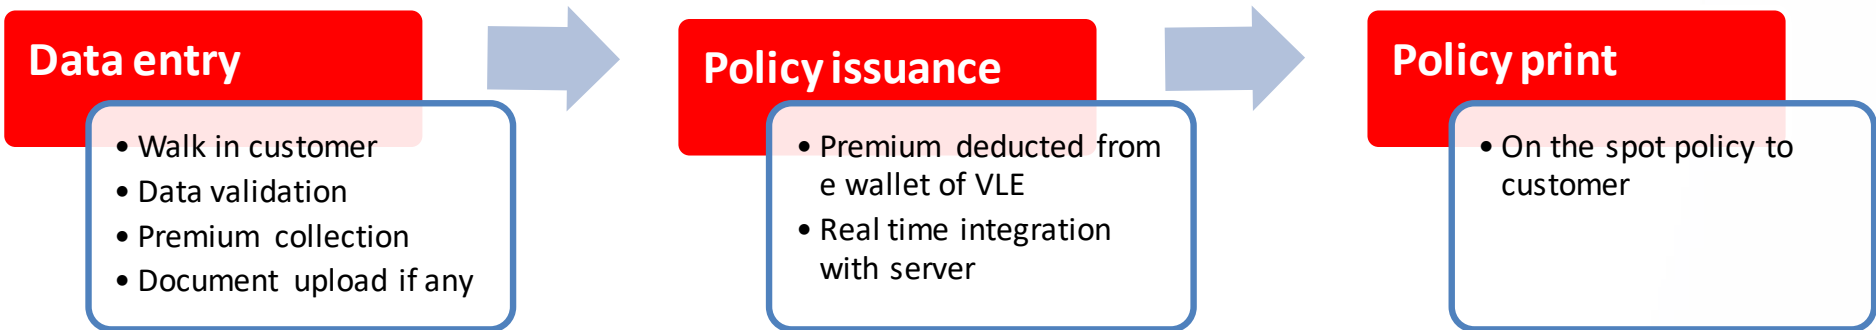 Data entry
• Walk in customer
• Data validation
• Premium collection
• Document upload if any
Policy issuance
• Premium deducted from
e wallet of VLE
• Real time integration
with server
Policy print
• On the spot policy to
customer